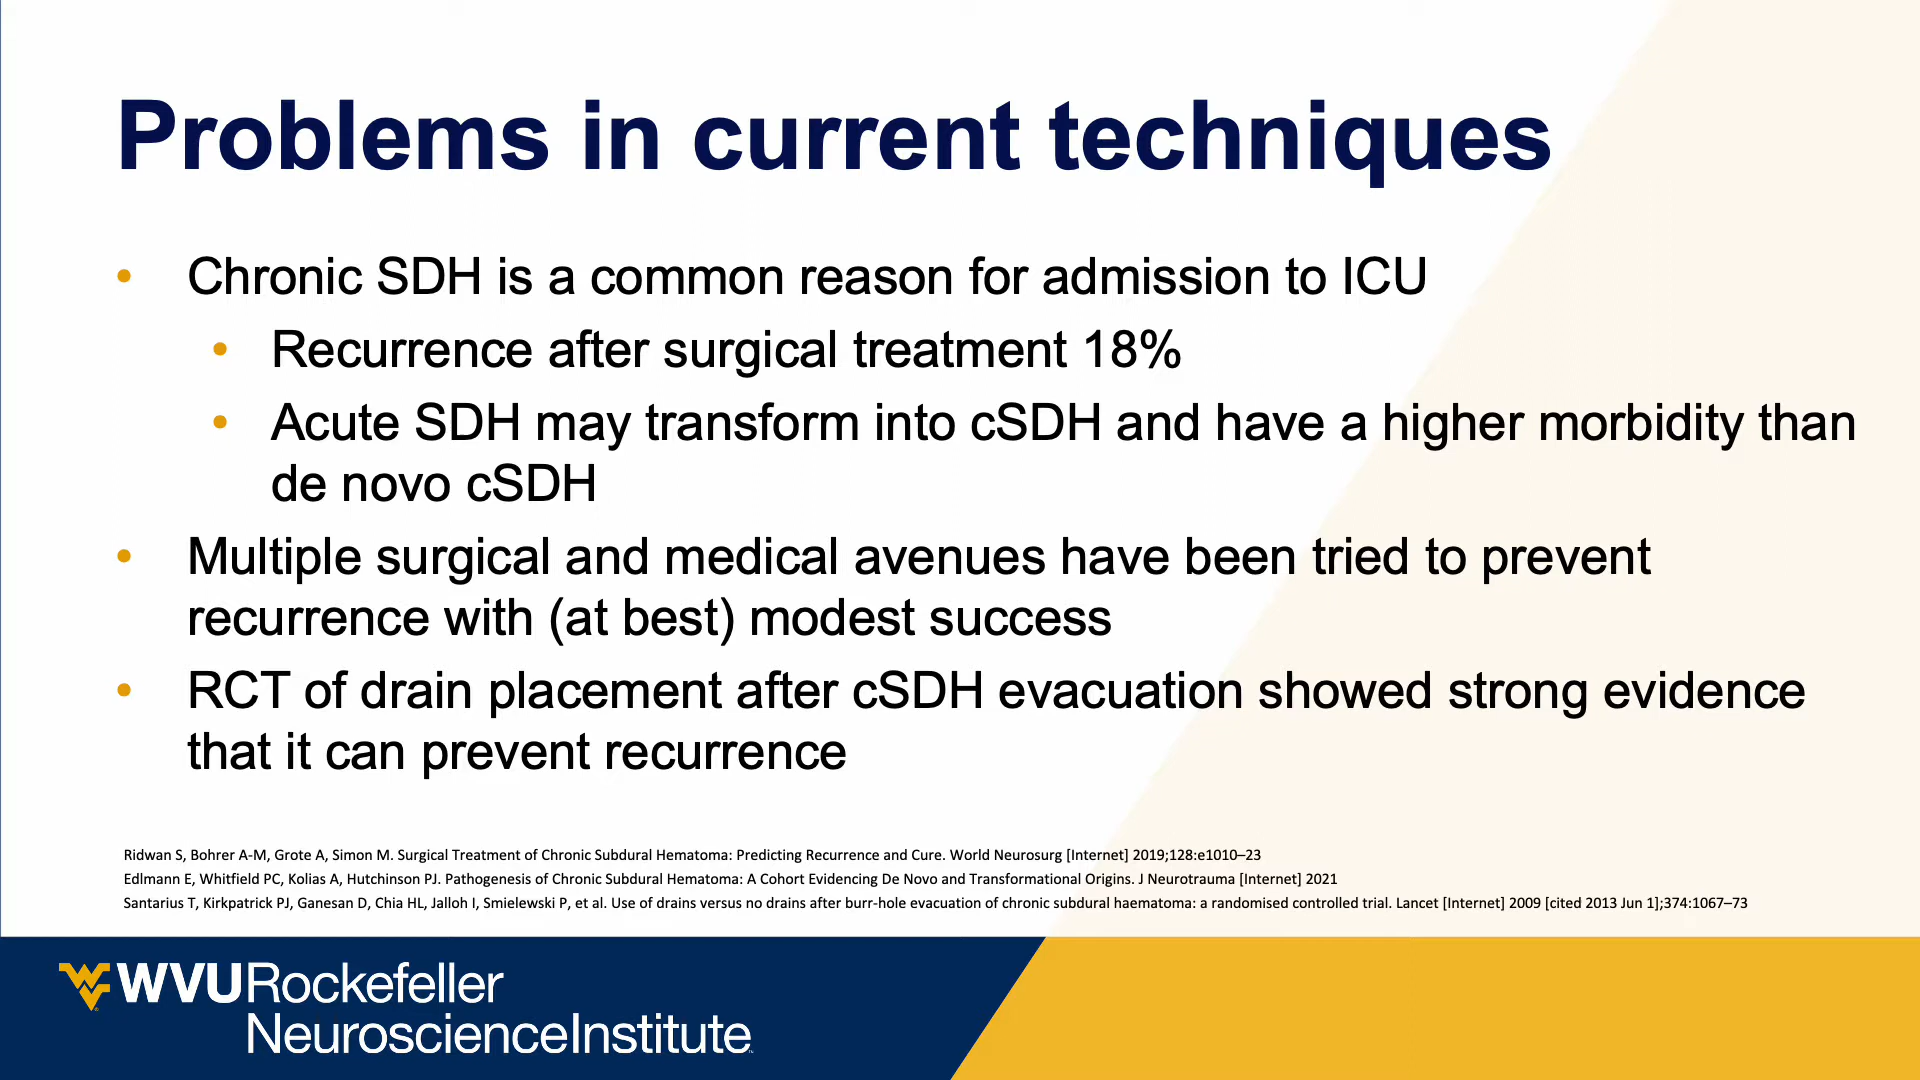 Problems in current techniques
• Chronic SDH is a common reason for admission to ICU
• Recurrence after surgical treatment 18%
• Acute SDH may transform into cSDH and have a higher morbidity than
de novo cSDH
• Multiple surgical and medical avenues have been tried to prevent
recurrence with (at best) modest success
• RCT of drain placement after cSDH evacuation showed strong evidence
that it can prevent recurrence
Ridwan S, Bohrer A-M, Grote A, Simon M. Surgical Treatment of Chronic Subdural Hematoma: Predicting Recurrence and Cure. World Neurosurg [Internet] 2019;128:e1010–23
Edlmann E, Whitfield PC, Kolias A, Hutchinson PJ. Pathogenesis of Chronic Subdural Hematoma: A Cohort Evidencing De Novo and Transformational Origins. J Neurotrauma [Internet] 2021
Santarius T, Kirkpatrick PJ, Ganesan D, Chia HL, Jalloh I, Smielewski P, et al. Use of drains versus no drains after burr-hole evacuation of chronic subdural haematoma: a randomised controlled trial. Lancet [Internet] 2009 [cited 2013 Jun 1];374:1067–73
WVURockefeller
NeuroscienceInstitute